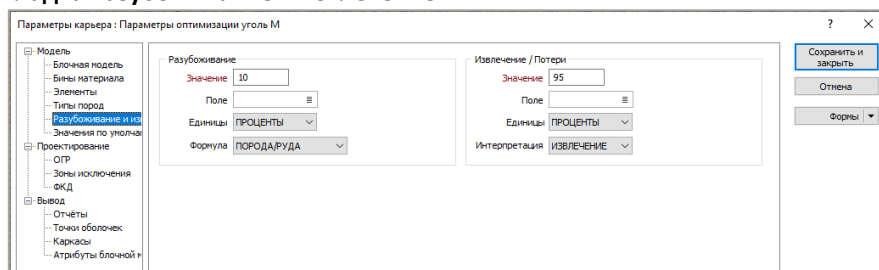 Параметры карьера : Параметры оптимизации уголь М
? X
Модель
Блочная модель
Бины материала
Элементы
Типы пород
Разубоживание и из
Значения по умолча
Проектирование
ОГР
Зоны исключения
ФКД
Вывод
Отчёты
Точки оболочек
Каркасы
Атрибуты блочной м
Разубоживание
Значение 10
Поле
Единицы ПРОЦЕНТЫ
Формула ПОРОДА/РУДА
Извлечение / Потери
Значение 95
Поле
Единицы ПРОЦЕНТЫ
Интерпретация ИЗВЛЕЧЕНИЕ
Сохранить и
закрыть
Отмена
Формы